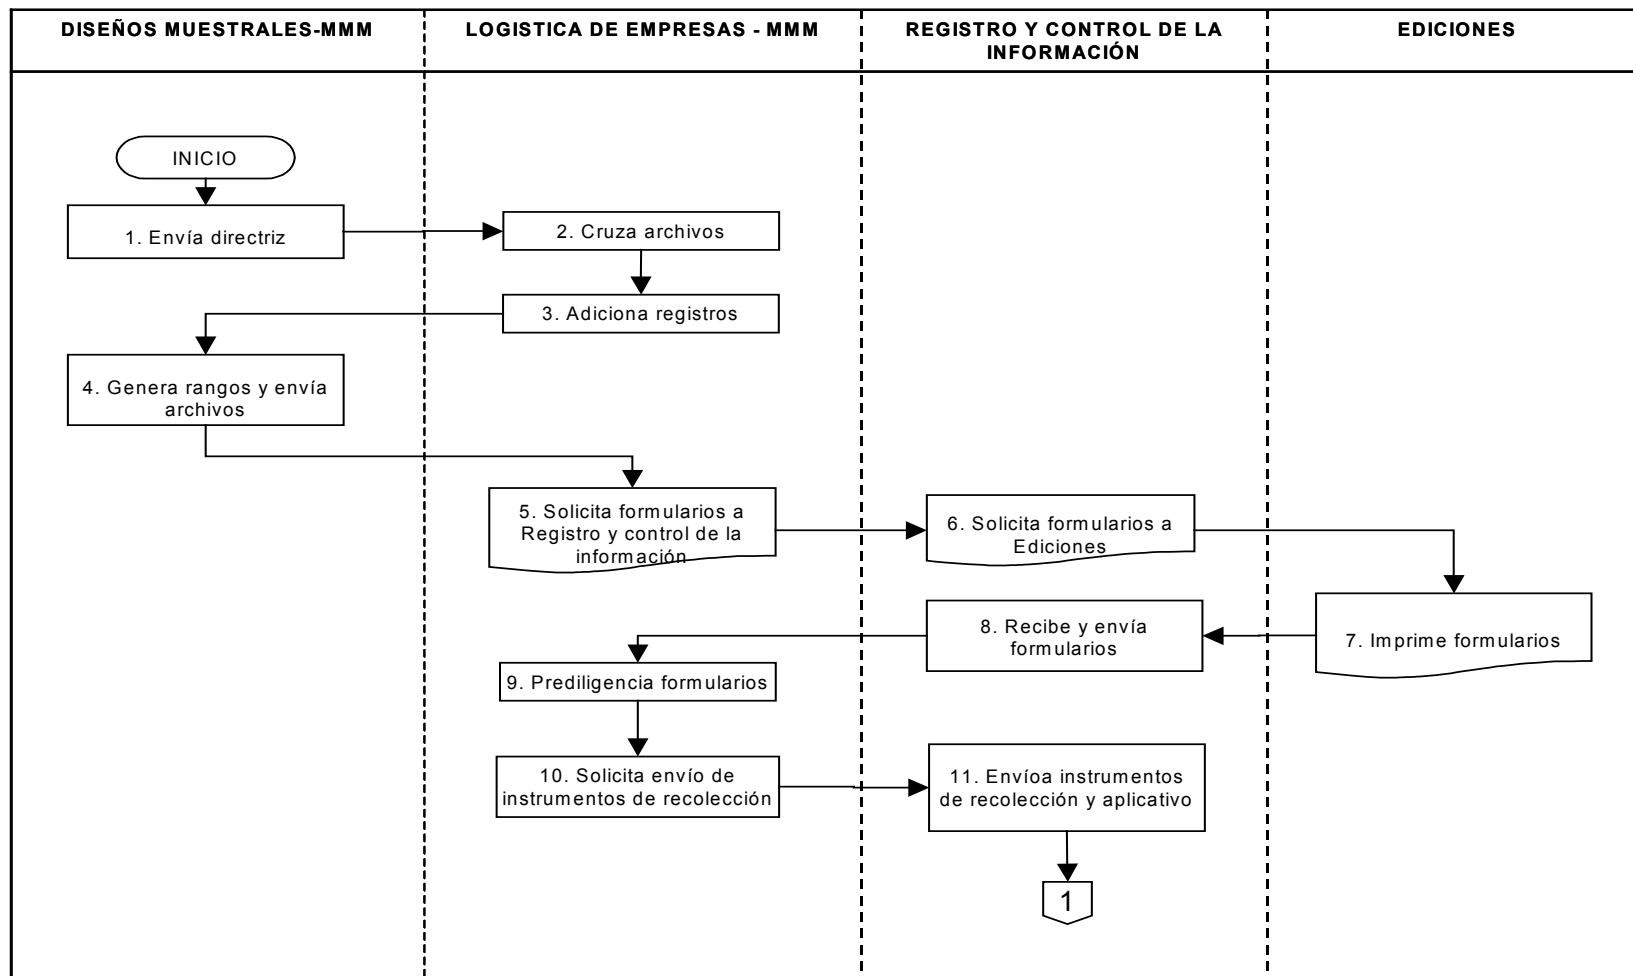 DISEÑOS MUESTRALES-MMM
LOGISTICA DE EMPRESAS - MMM
REGISTRO Y CONTROL DE LA
INFORMACIÓN
EDICIONES
INICIO
1. Envía directriz
2. Cruza archivos
3. Adiciona registros
4. Genera rangos y envía
archivos
5. Solicita formularios a
Registro y control de la
información
6. Solicita formularios a
Ediciones
7. Imprime formularios
8. Recibe y envía
formularios
9. Prediligencia formularios
10. Solicita envío de
instrumentos de recolección
11. Envíoa instrumentos
de recolección y aplicativo
1